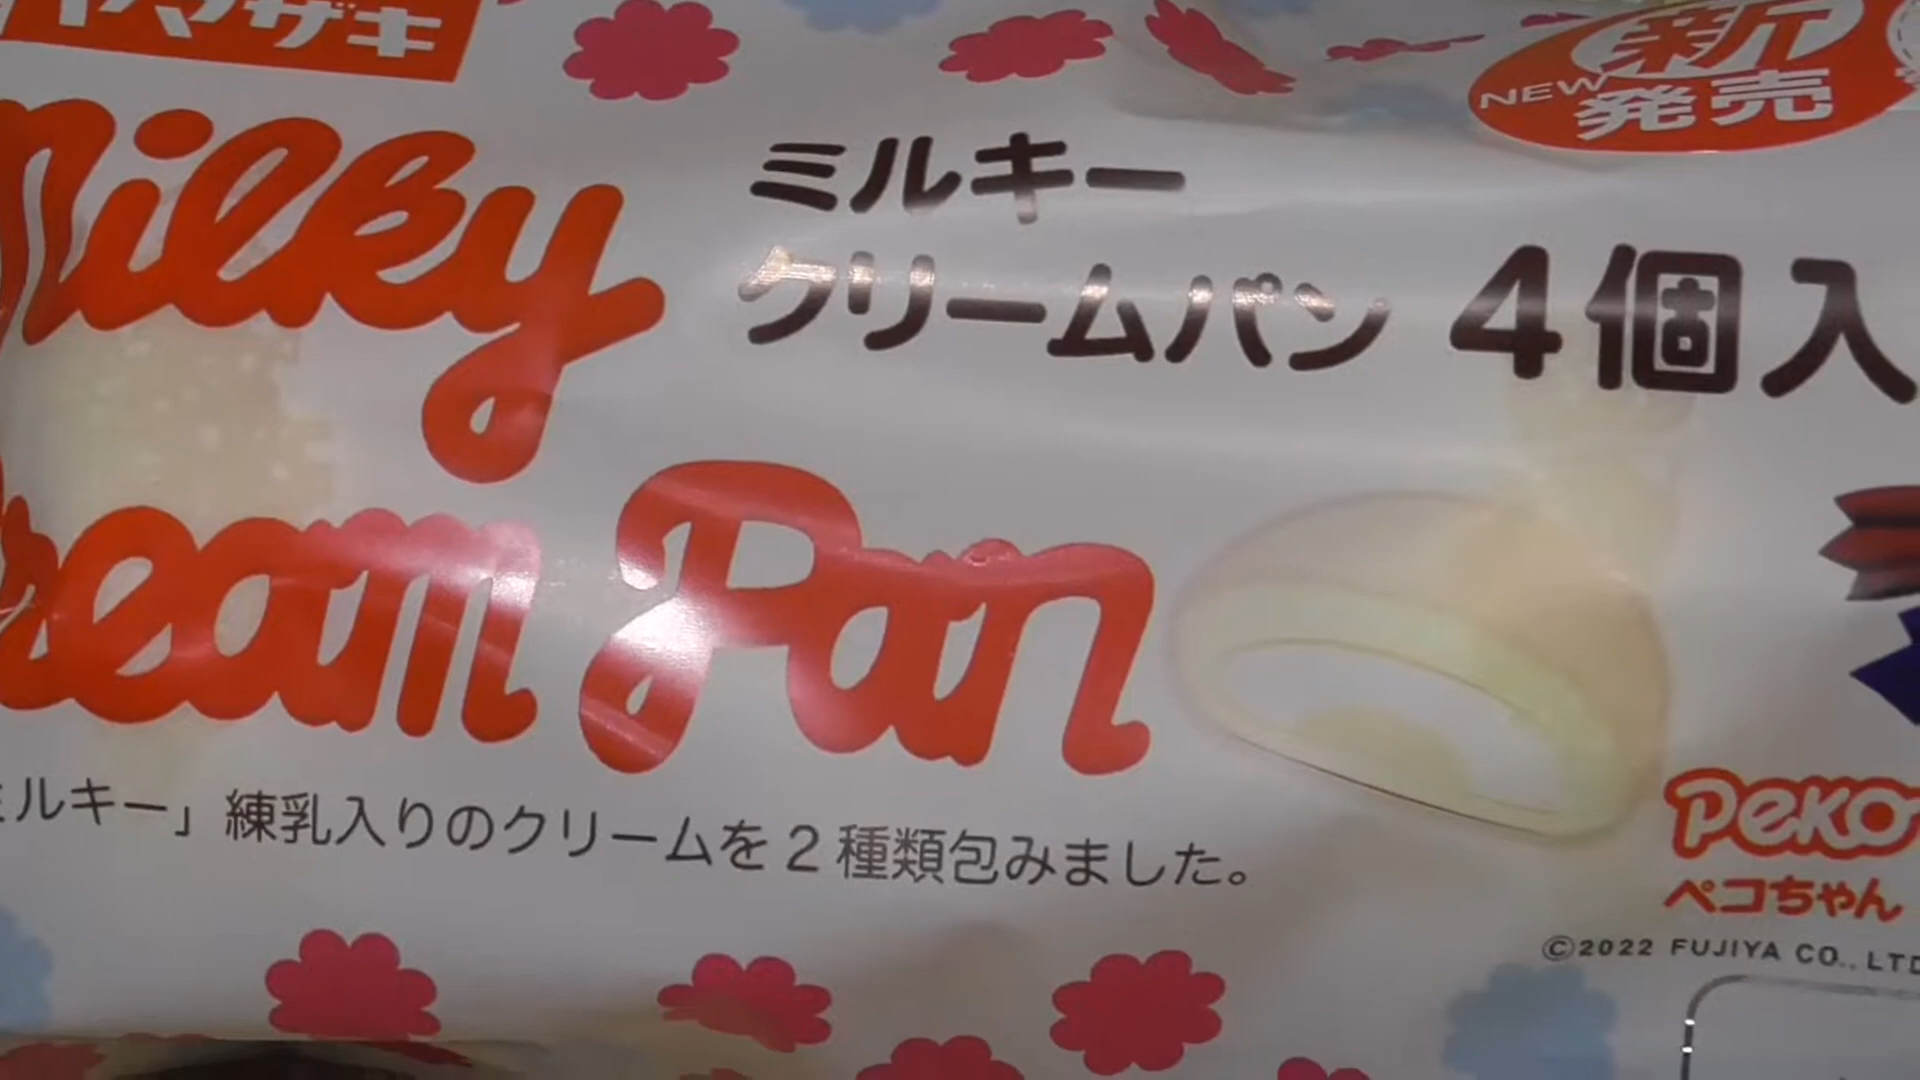 ヤマザキ
NEW 新発売
Milky
ミルキー
クリームパン 4個入
Cream Pan
ミルキー」練乳入りのクリームを2種類包みました。
Peko
ペコちゃん
©2022 FUJIYA CO., LTD